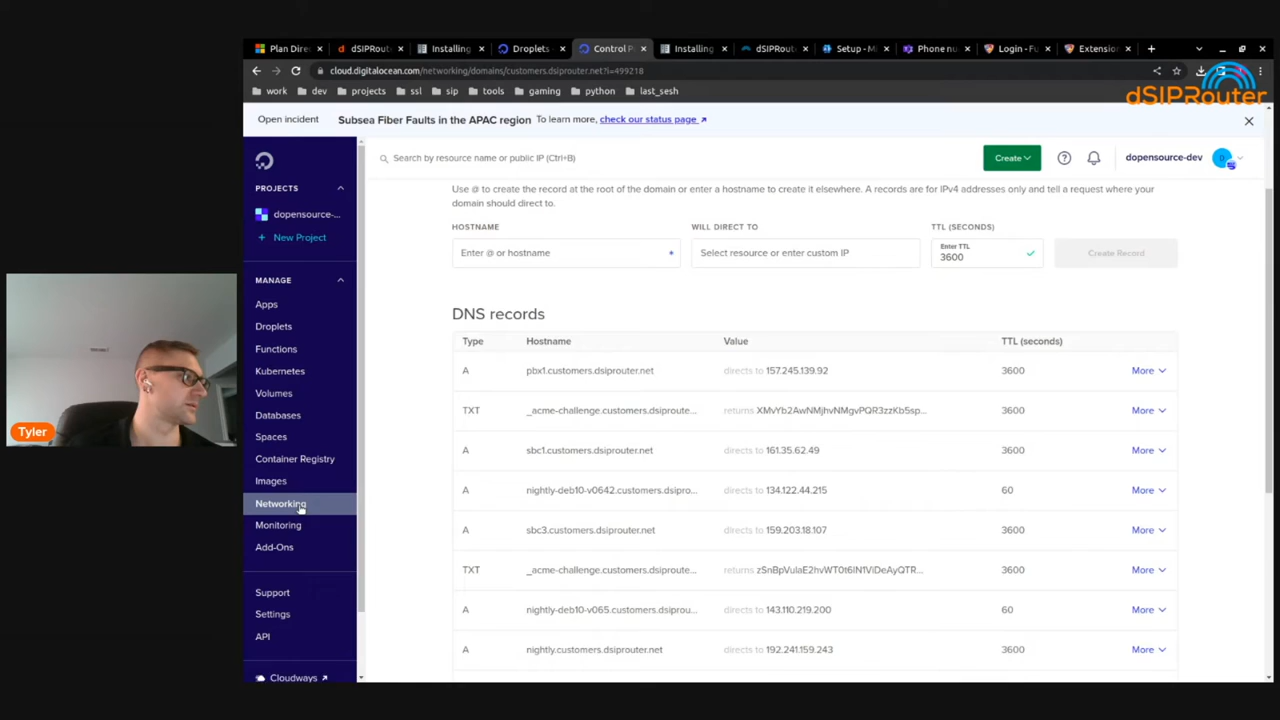 Plan Dire
dSIPRou
Installing
Droplets
Control P
Installing
dSIPRout
Setup - Mi
Phone nu
Login - Fu
Extension
cloud.digitalocean.com/networking/domains/customers.dsiprouter.net?i=499218
work
dev
projects
ssl
sip
tools
gaming
python
last_sesh
dSIPRouter
Open incident
Subsea Fiber Faults in the APAC region To learn more, check our status page
Search by resource name or public IP (Ctrl+B)
Create
dopensource-dev
PROJECTS
dopensource-...
+ New Project
MANAGE
Apps
Droplets
Functions
Kubernetes
Volumes
Databases
Spaces
Container Registry
Images
Networking
Monitoring
Add-Ons
Support
Settings
API
Cloudways
Use @ to create the record at the root of the domain or enter a hostname to create it elsewhere. A records are for IPv4 addresses only and tell a request where your
domain should direct to.
HOSTNAME
WILL DIRECT TO
TTL (SECONDS)
Enter @ or hostname
Select resource or enter custom IP
Enter TTL
3600
Create Record
DNS records
Type Hostname Value TTL (seconds)
A pbx1.customers.dsiprouter.net directs to 157.245.139.92 3600 More
TXT _acme-challenge.customers.dsiproute... returns XMvYb2AwNMjhvNMgvPQR3zzKb5sp... 3600 More
A sbc1.customers.dsiprouter.net directs to 161.35.62.49 3600 More
A nightly-deb10-v0642.customers.dsipro... directs to 134.122.44.215 60 More
A sbc3.customers.dsiprouter.net directs to 159.203.18.107 3600 More
TXT _acme-challenge.customers.dsiproute... returns zSnBpVulaE2hvWT0t6lN1ViDeAyQTR... 3600 More
A nightly-deb10-v065.customers.dsiprou... directs to 143.110.219.200 60 More
A nightly.customers.dsiprouter.net directs to 192.241.159.243 3600 More
Tyler